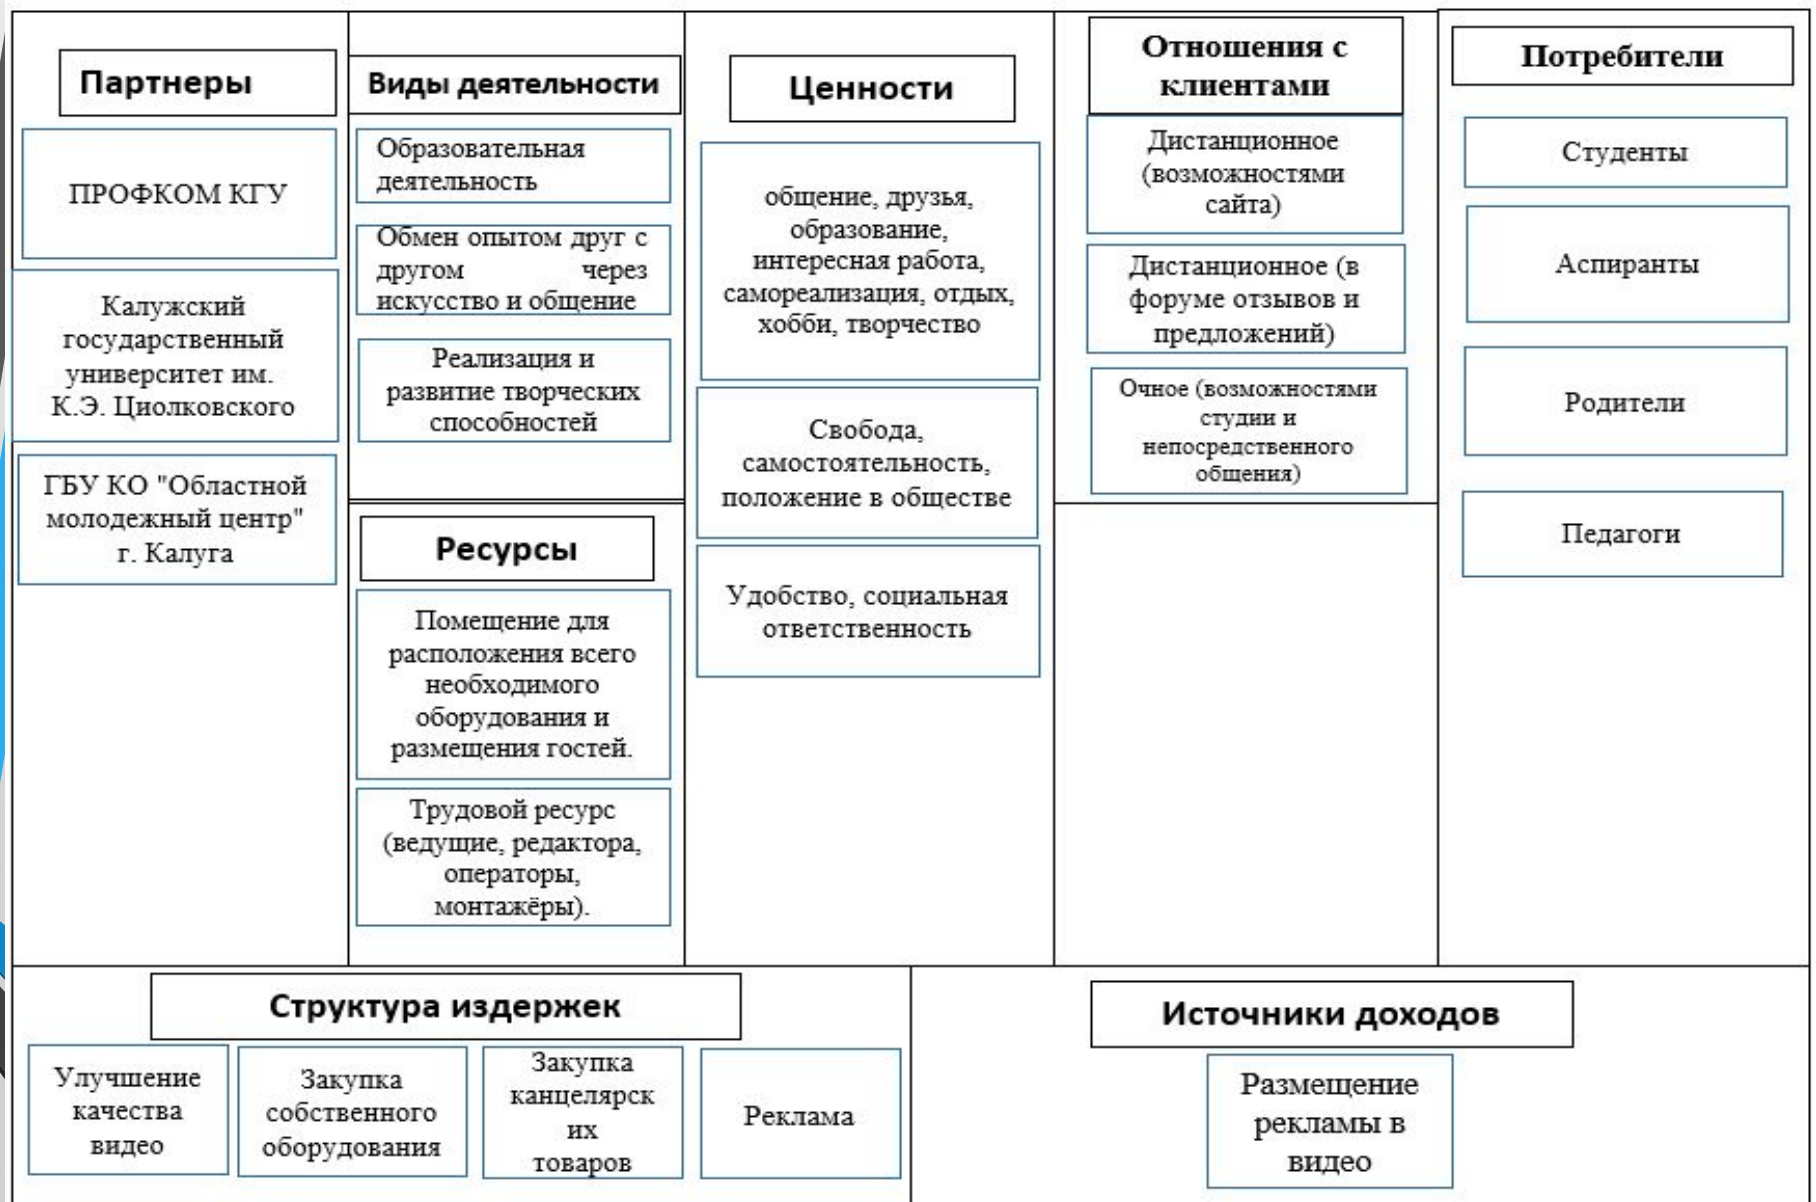 Партнеры
ПРОФКОМ КГУ
Калужский
государственный
университет им.
К.Э. Циолковского
ГБУ КО "Областной
молодежный центр"
г. Калуга
Виды деятельности
Образовательная
деятельность
Обмен опытом друг с
другом через
искусство и общение
Реализация и
развитие творческих
способностей
Ресурсы
Помещение для
расположения всего
необходимого
оборудования и
размещения гостей.
Трудовой ресурс
(ведущие, редактора,
операторы,
монтажёры).
Ценности
общение, друзья,
образование,
интересная работа,
самореализация, отдых,
хобби, творчество
Свобода,
самостоятельность,
положение в обществе
Удобство, социальная
ответственность
Отношения с
клиентами
Дистанционное
(возможностями
сайта)
Дистанционное (в
форуме отзывов и
предложений)
Очное (возможностями
студии и
непосредственного
общения)
Потребители
Студенты
Аспиранты
Родители
Педагоги
Структура издержек
Улучшение
качества
видео
Закупка
собственного
оборудования
Закупка
канцелярск
их
товаров
Реклама
Источники доходов
Размещение
рекламы в
видео